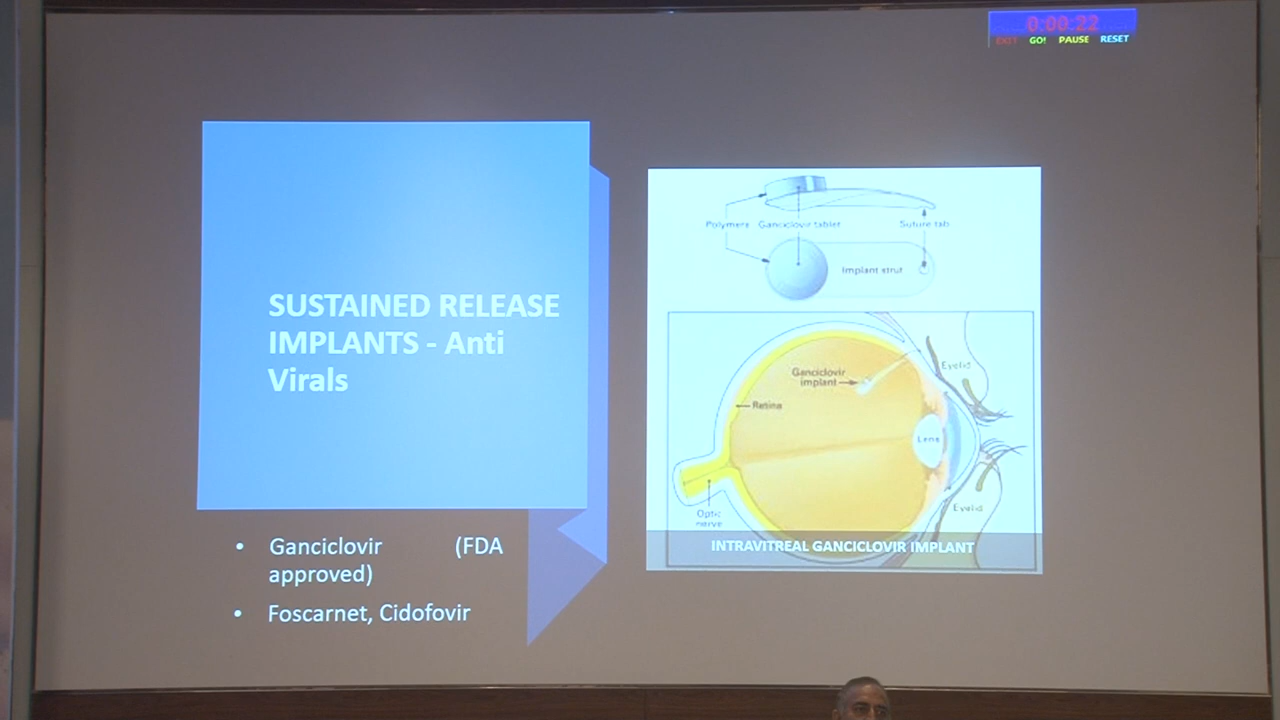 0:00:22
EXIT GO! PAUSE RESET
SUSTAINED RELEASE
IMPLANTS - Anti
Virals
• Ganciclovir (FDA
approved)
• Foscarnet, Cidofovir
Polymers Ganciclovir tablet Suture tab
Implant strut
Ganciclovir
implant
Eyelid
Retina
Lens
Optic
nerve
Eyelid
INTRAVITREAL GANCICLOVIR IMPLANT